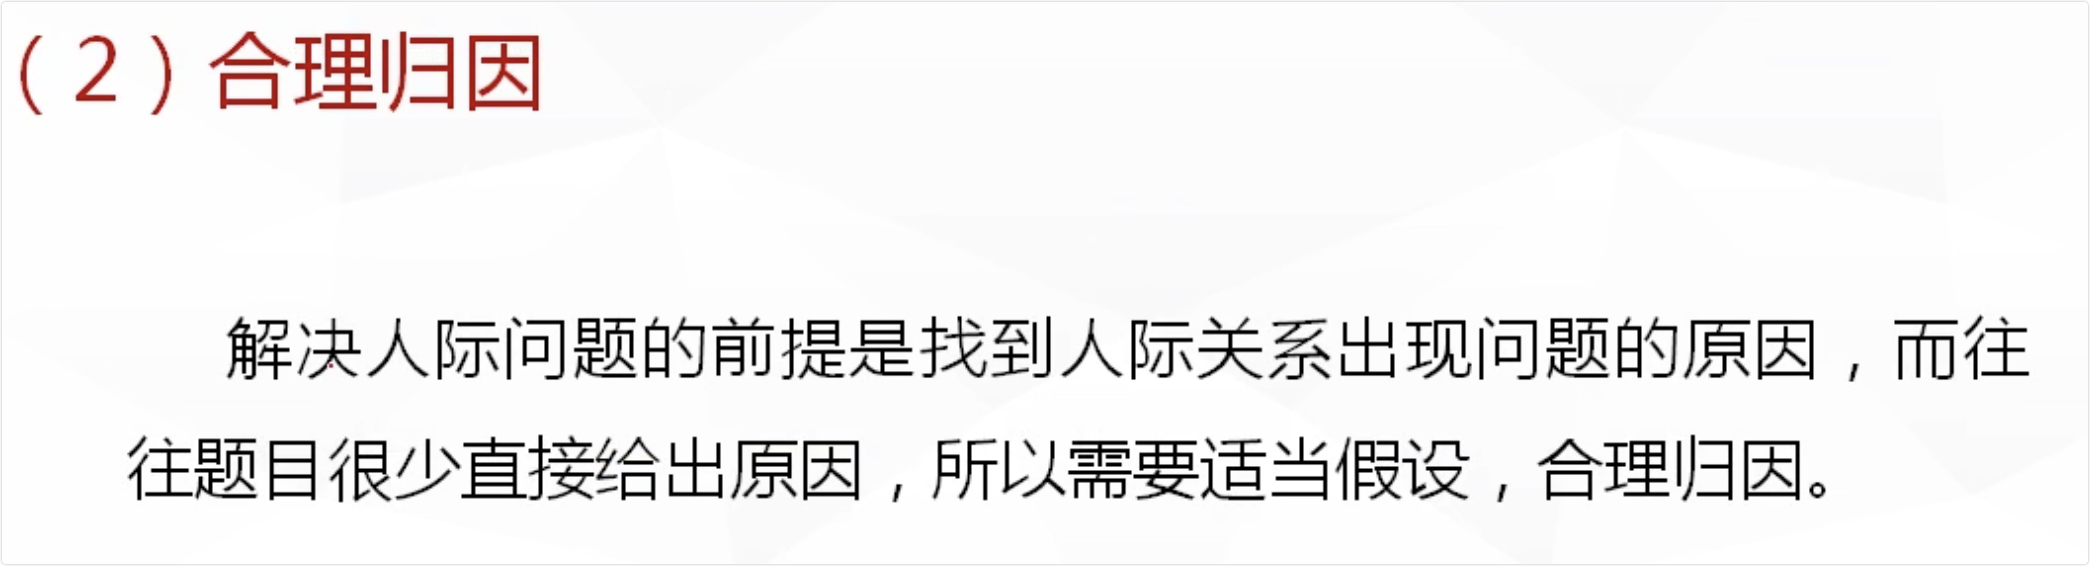 （2）合理归因
解决人际问题的前提是找到人际关系出现问题的原因，而往
往题目很少直接给出原因，所以需要适当假设，合理归因。